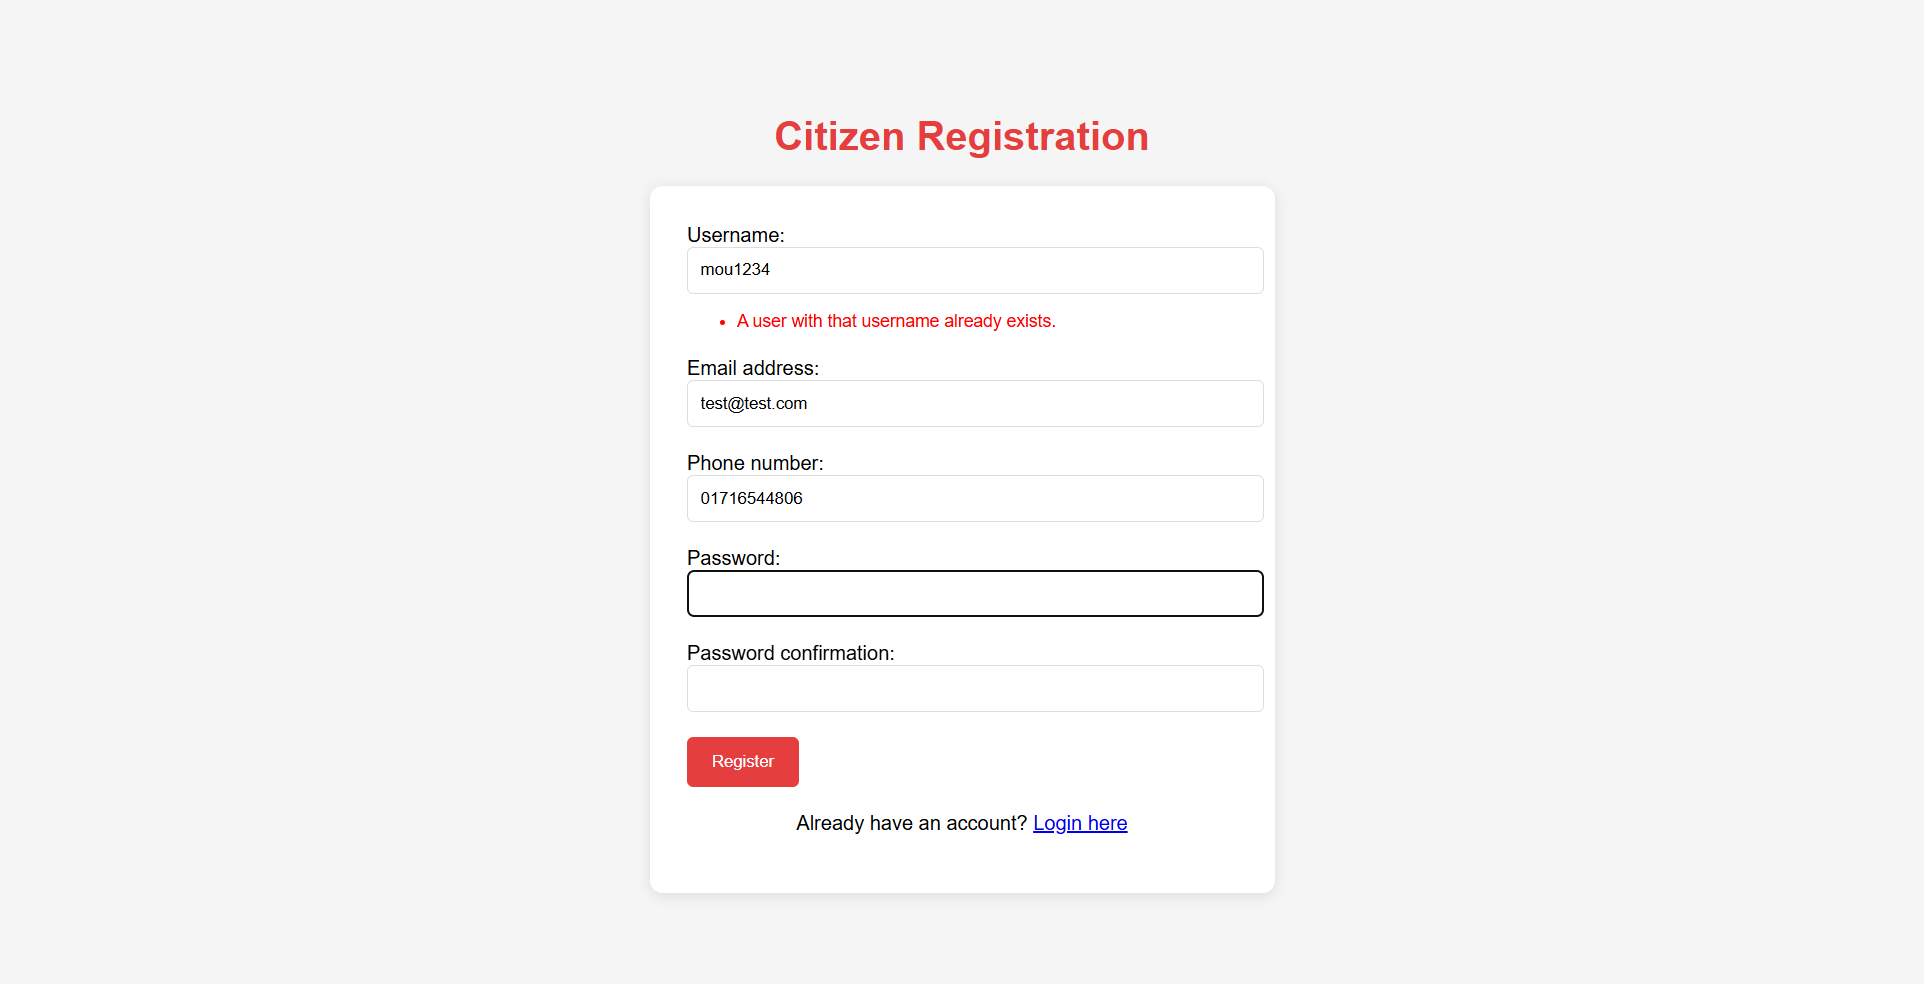 Citizen Registration
Username:
mou1234
• A user with that username already exists.
Email address:
test@test.com
Phone number:
01716544806
Password:
Password confirmation:
Register
Already have an account? Login here